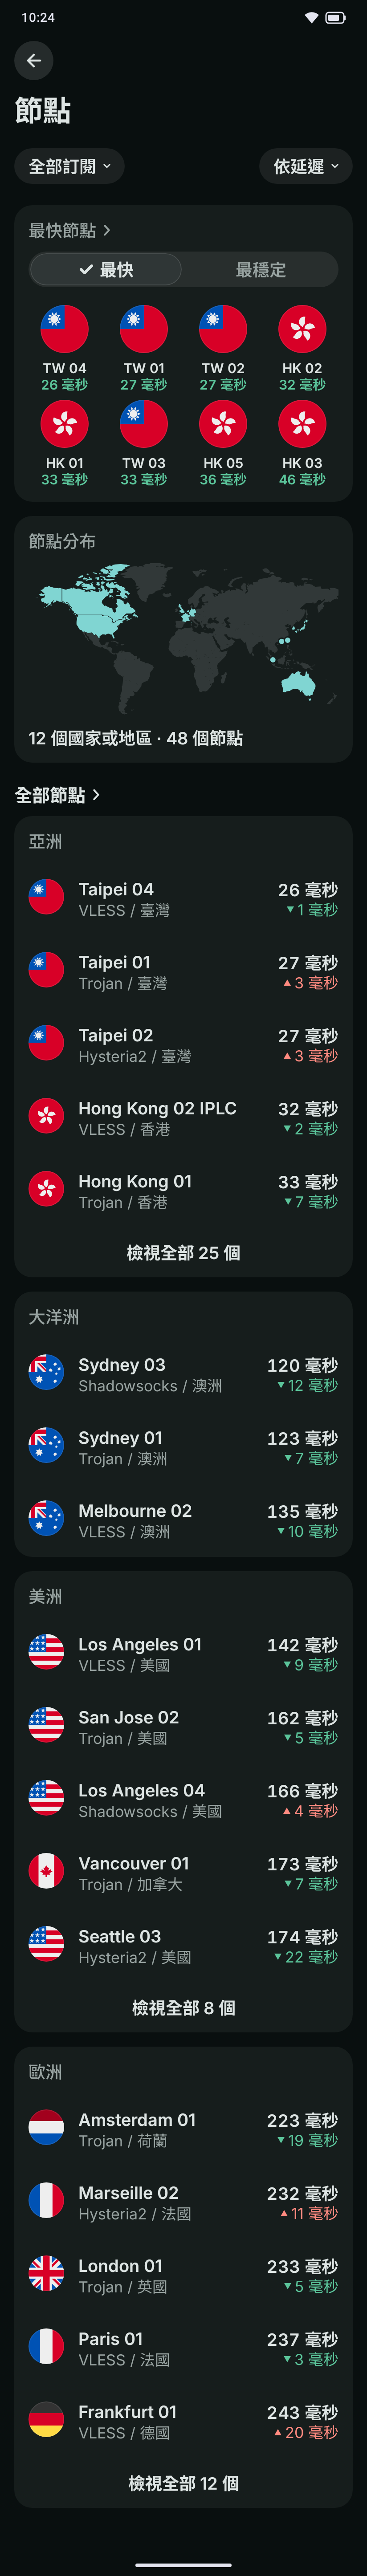 10:24
節點
全部訂閱
依延遲
最快節點
最快
最穩定
TW 04
TW 01
TW 02
HK 02
26 毫秒
27 毫秒
27 毫秒
32 毫秒
HK 01
TW 03
HK 05
HK 03
33 毫秒
33 毫秒
36 毫秒
46 毫秒
節點分布
12 個國家或地區 · 48 個節點
全部節點
亞洲
Taipei 04
26 毫秒
VLESS / 臺灣
▼1 毫秒
Taipei 01
27 毫秒
Trojan / 臺灣
▲3 毫秒
Taipei 02
27 毫秒
Hysteria2 / 臺灣
▲3 毫秒
Hong Kong 02 IPLC
32 毫秒
VLESS / 香港
▼2 毫秒
Hong Kong 01
33 毫秒
Trojan / 香港
▼7 毫秒
檢視全部 25 個
大洋洲
Sydney 03
120 毫秒
Shadowsocks / 澳洲
▼12 毫秒
Sydney 01
123 毫秒
Trojan / 澳洲
▼7 毫秒
Melbourne 02
135 毫秒
VLESS / 澳洲
▼10 毫秒
美洲
Los Angeles 01
142 毫秒
VLESS / 美國
▼9 毫秒
San Jose 02
162 毫秒
Trojan / 美國
▼5 毫秒
Los Angeles 04
166 毫秒
Shadowsocks / 美國
▲4 毫秒
Vancouver 01
173 毫秒
Trojan / 加拿大
▼7 毫秒
Seattle 03
174 毫秒
Hysteria2 / 美國
▼22 毫秒
檢視全部 8 個
歐洲
Amsterdam 01
223 毫秒
Trojan / 荷蘭
▼19 毫秒
Marseille 02
232 毫秒
Hysteria2 / 法國
▲11 毫秒
London 01
233 毫秒
Trojan / 英國
▼5 毫秒
Paris 01
237 毫秒
VLESS / 法國
▼3 毫秒
Frankfurt 01
243 毫秒
VLESS / 德國
▲20 毫秒
檢視全部 12 個